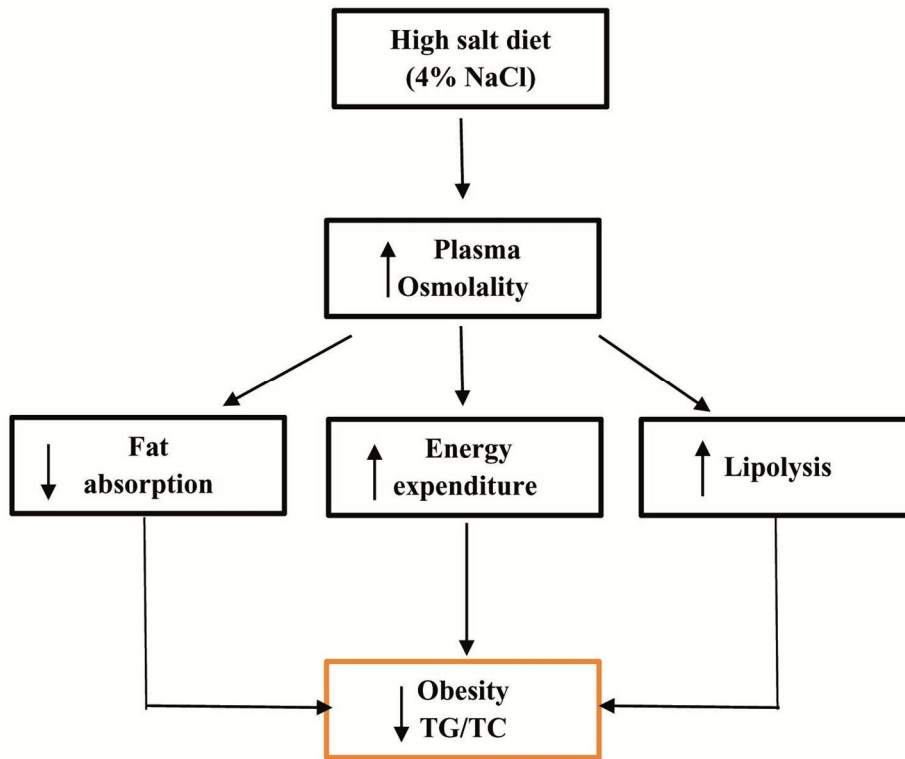 High salt diet
(4% NaCl)
Plasma
Osmolality
Fat
absorption
Energy
expenditure
Lipolysis
Obesity
TG/TC